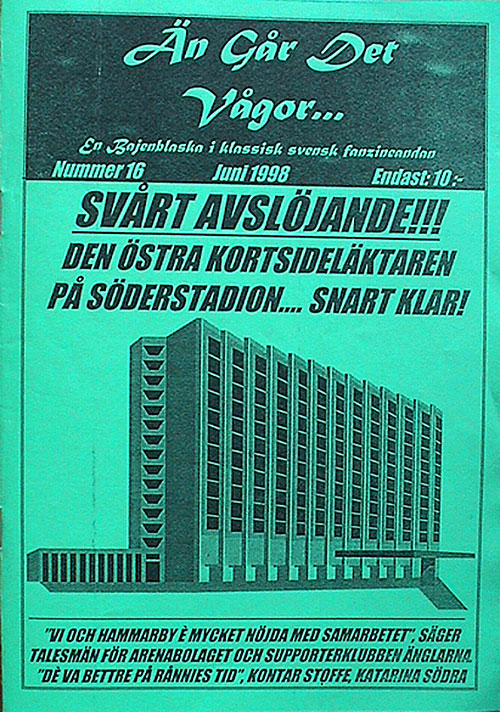 Än Går Det
Vågor...
En Bajenblaska i klassisk svensk fanzineandan
Nummer 16 Juni 1998 Endast: 10:-
SVÅRT AVSLÖJANDE!!!
DEN ÖSTRA KORTSIDELÄKTAREN
PÅ SÖDERSTADION.... SNART KLAR!
"VI OCH HAMMARBY È MYCKET NÖJDA MED SAMARBETET", SÄGER
TALESMÄN FÖR ARENABOLAGET OCH SUPPORTERKLUBBEN ÄNGLARNA.
"DÈ VA BETTRE PÅ RÅNNIES TID", KONTAR STOFFE, KATARINA SÖDRA